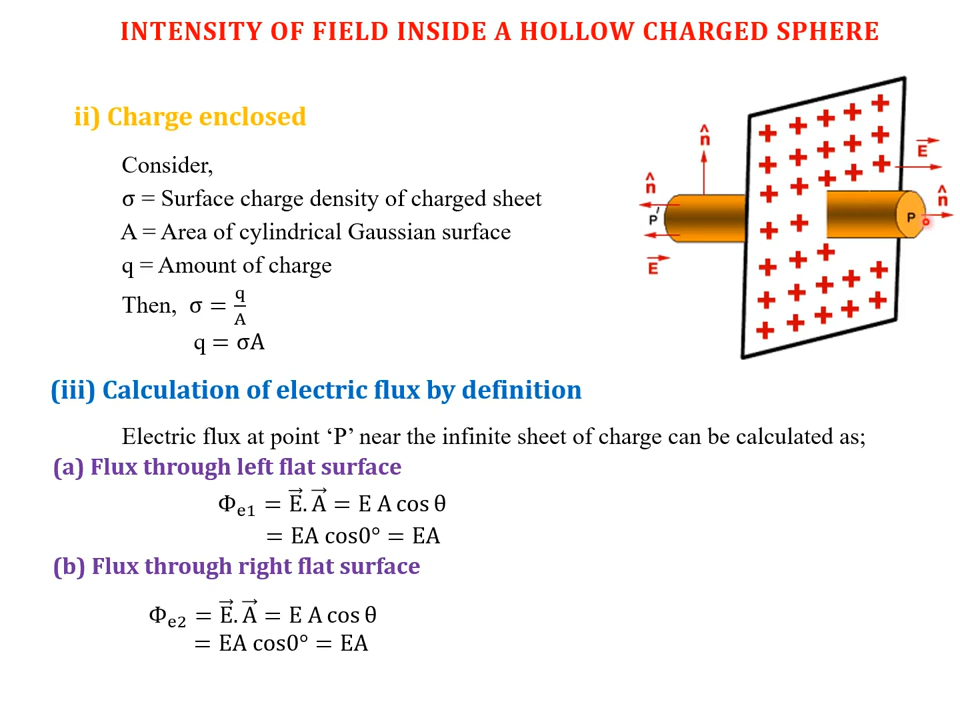 INTENSITY OF FIELD INSIDE A HOLLOW CHARGED SPHERE
ii) Charge enclosed
Consider,
σ = Surface charge density of charged sheet
A = Area of cylindrical Gaussian surface
q = Amount of charge
Then, σ = q/A
q = σA
n̂
n̂
P'
E⃗
E⃗
n̂
P
(iii) Calculation of electric flux by definition
Electric flux at point ‘P’ near the infinite sheet of charge can be calculated as;
(a) Flux through left flat surface
Φe1 = E⃗. A⃗ = E A cos θ
= EA cos0° = EA
(b) Flux through right flat surface
Φe2 = E⃗. A⃗ = E A cos θ
= EA cos0° = EA